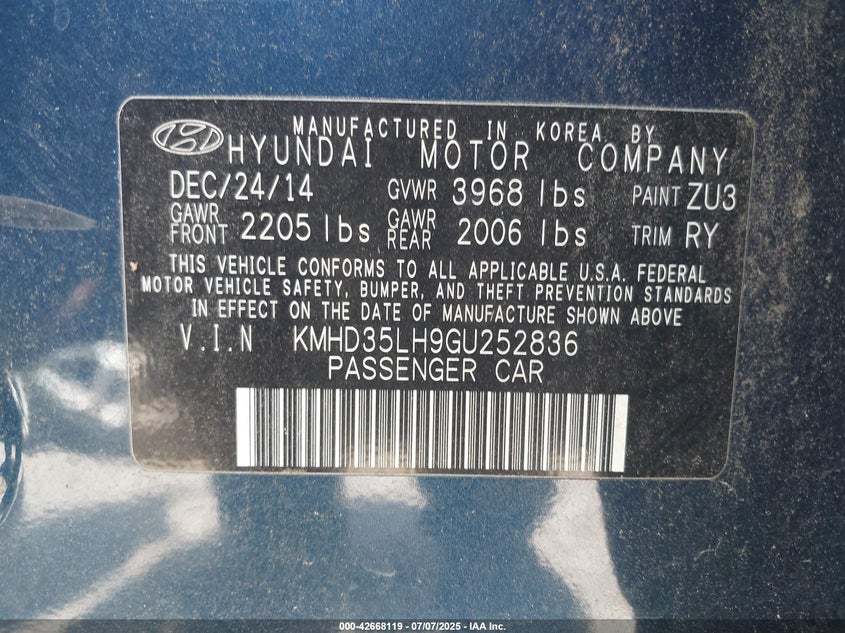 MANUFACTURED IN KOREA BY
HYUNDAI MOTOR COMPANY
DEC/24/14 GVWR 3968 lbs PAINT ZU3
GAWR FRONT 2205 lbs GAWR REAR 2006 lbs TRIM RY
THIS VEHICLE CONFORMS TO ALL APPLICABLE U.S.A. FEDERAL
MOTOR VEHICLE SAFETY, BUMPER, AND THEFT PREVENTION STANDARDS
IN EFFECT ON THE DATE OF MANUFACTURE SHOWN ABOVE
V.I.N KMHD35LH9GU252836
PASSENGER CAR
000-42668119 - 07/07/2025 - IAA Inc.